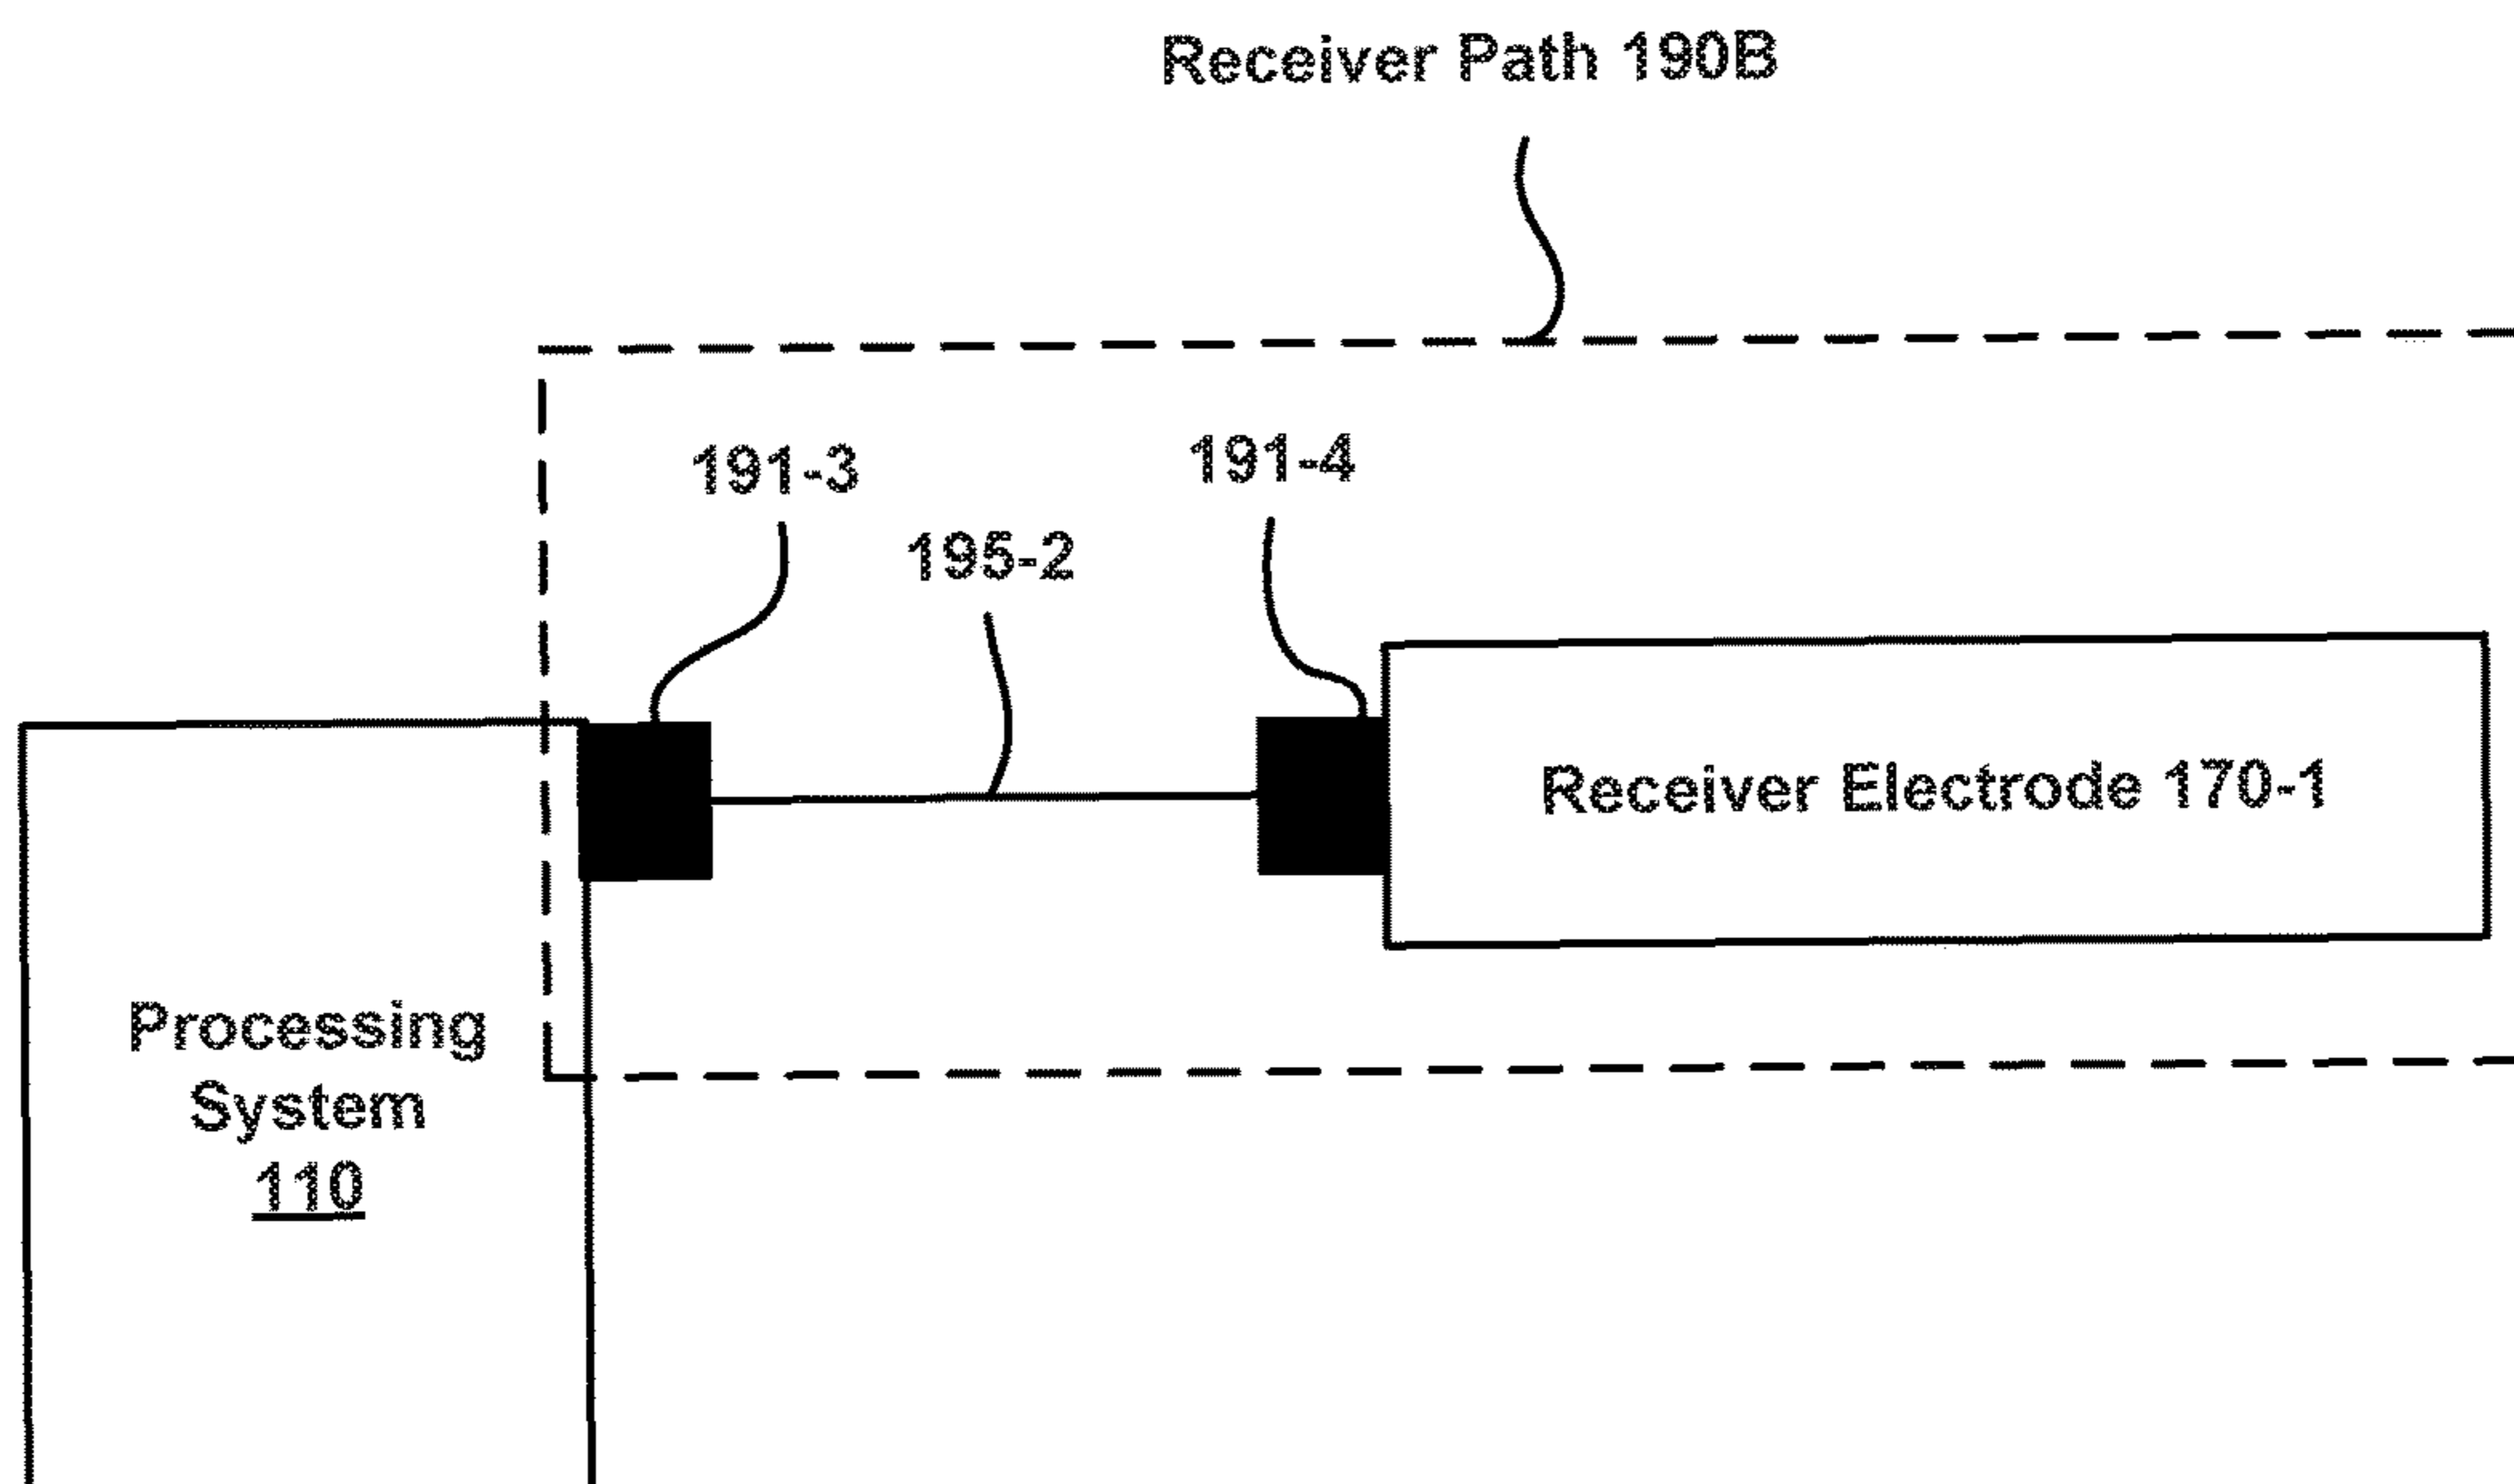 Receiver Path 190B
191-3
191-4
195-2
Receiver Electrode 170-1
Processing
System
110